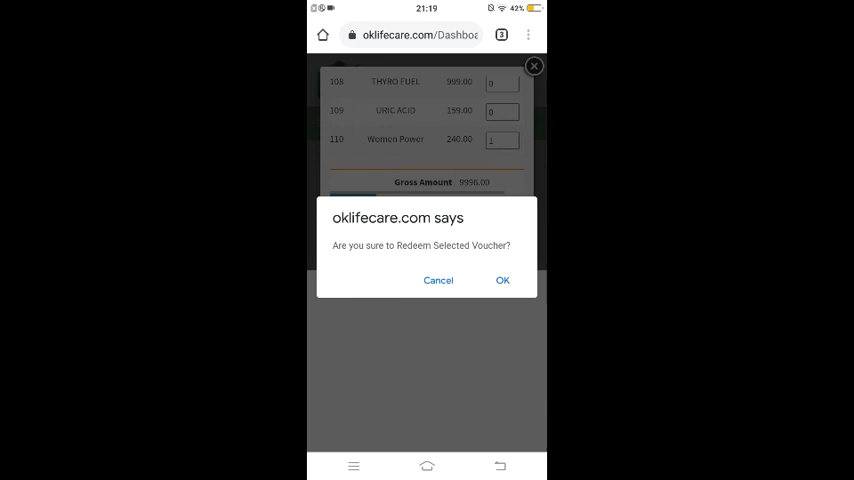 21:19
42%
oklifecare.com/Dashboa
3
108 THYRO FUEL 999.00 0
109 URIC ACID 159.00 0
110 Women Power 240.00 1
Gross Amount 9996.00
oklifecare.com says
Are you sure to Redeem Selected Voucher?
Cancel OK